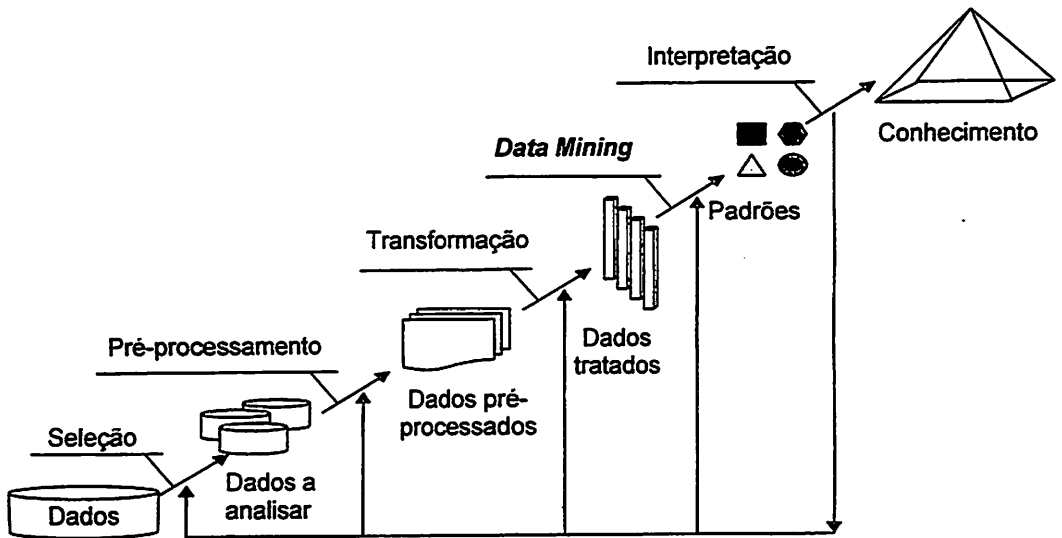 Interpretação
Conhecimento
Data Mining
Padrões
Transformação
Dados
tratados
Pré-processamento
Dados pré-
processados
Seleção
Dados a
analisar
Dados